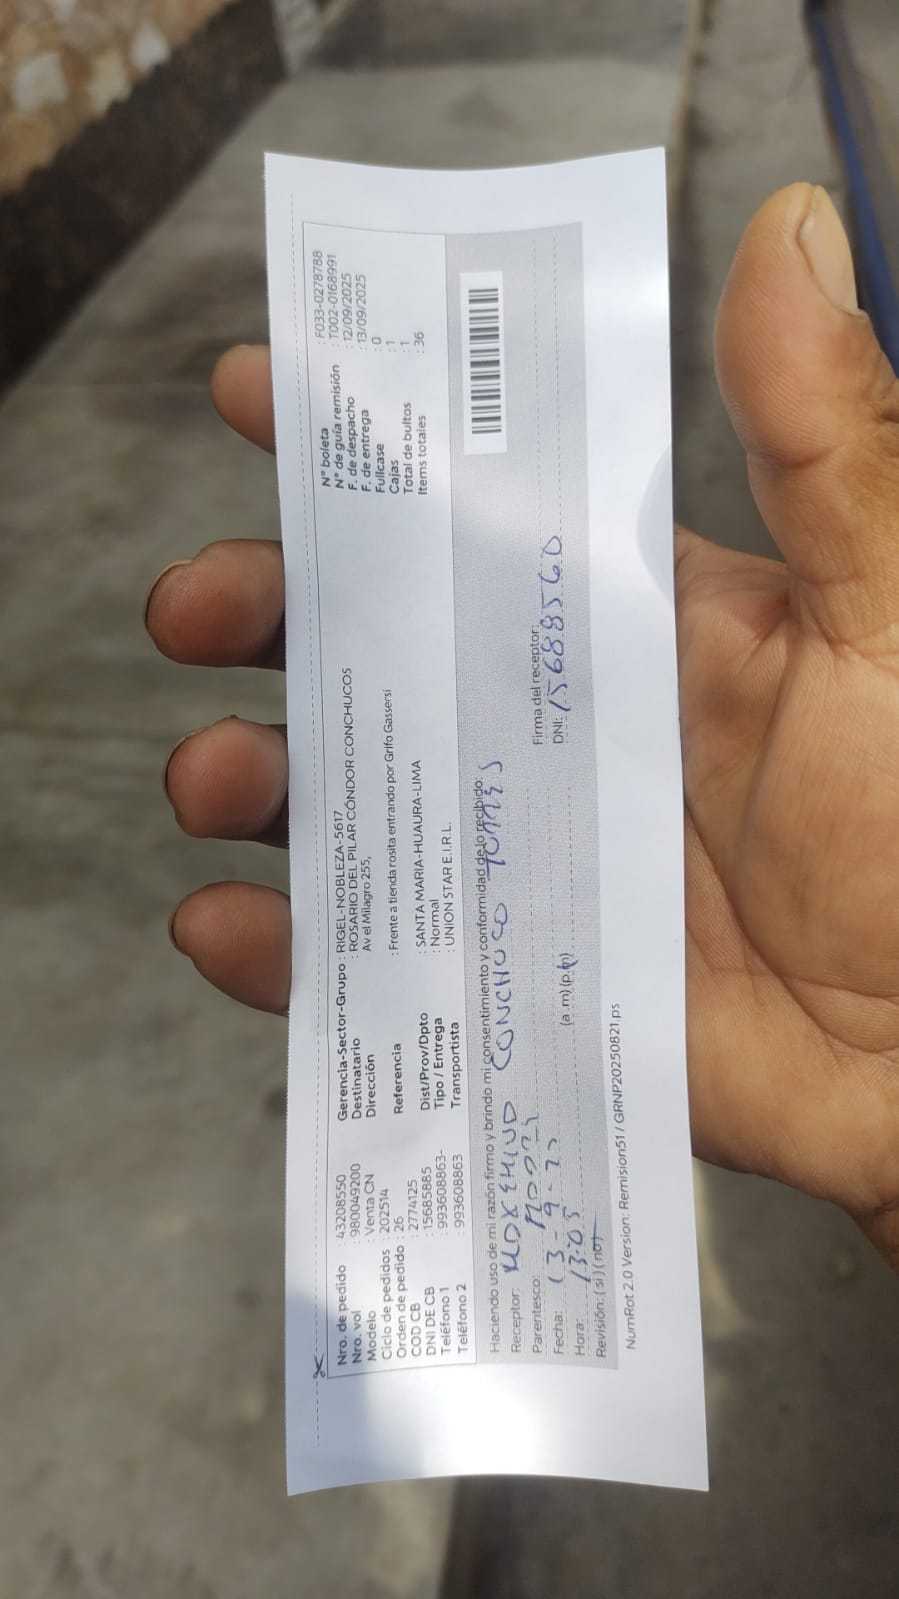 Nro. de pedido : 43208550
Nro. vol : 980049200
Modelo : Venta CN
Ciclo de pedidos : 202514
Orden de pedido : 26
COD CB : 2774125
DNI DE CB : 15685885
Teléfono 1 : 993608863-
Teléfono 2 : 993608863
Gerencia-Sector-Grupo : RIGEL-NOBLEZA-5617
Destinatario : ROSARIO DEL PILAR CÓNDOR CONCHUCOS
Dirección Av el Milagro 255,
Referencia : Frente a tienda rosita entrando por Grifo Gassersi
Dist/Prov/Dpto : SANTA MARIA-HUAURA-LIMA
Tipo / Entrega : Normal
Transportista : UNION STAR E.I.R.L.
N° boleta : F033-0278788
N° de guía remisión : T002-0168991
F. de despacho : 12/09/2025
F. de entrega : 13/09/2025
Fullcase : 0
Cajas : 1
Total de bultos : 1
Items totales : 36
Haciendo uso de mi razón firmo y brindo mi consentimiento y conformidad de lo recibido:
Receptor: CONCHUCO TORRES
Parentesco:
Firma del receptor:
Fecha: 13-9-
DNI: 15688560
Hora: 13:05 (a .m) (p.m)
Revisión: ( si ) ( no )
NumRot 2.0 Version: Remision51 / GRNP20250821 ps